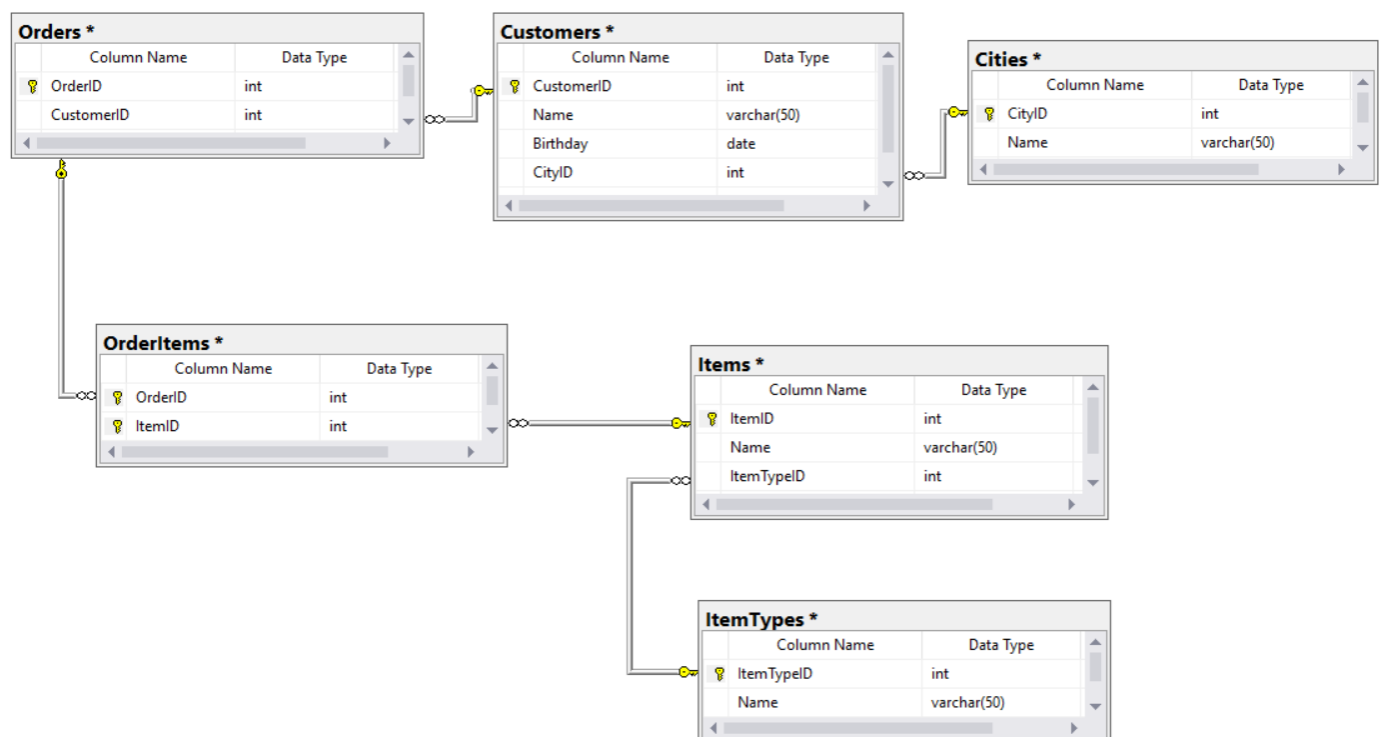 Orders *
Column Name Data Type
OrderID int
CustomerID int
Customers *
Column Name Data Type
CustomerID int
Name varchar(50)
Birthday date
CityID int
Cities *
Column Name Data Type
CityID int
Name varchar(50)
OrderItems *
Column Name Data Type
OrderID int
ItemID int
Items *
Column Name Data Type
ItemID int
Name varchar(50)
ItemTypeID int
ItemTypes *
Column Name Data Type
ItemTypeID int
Name varchar(50)